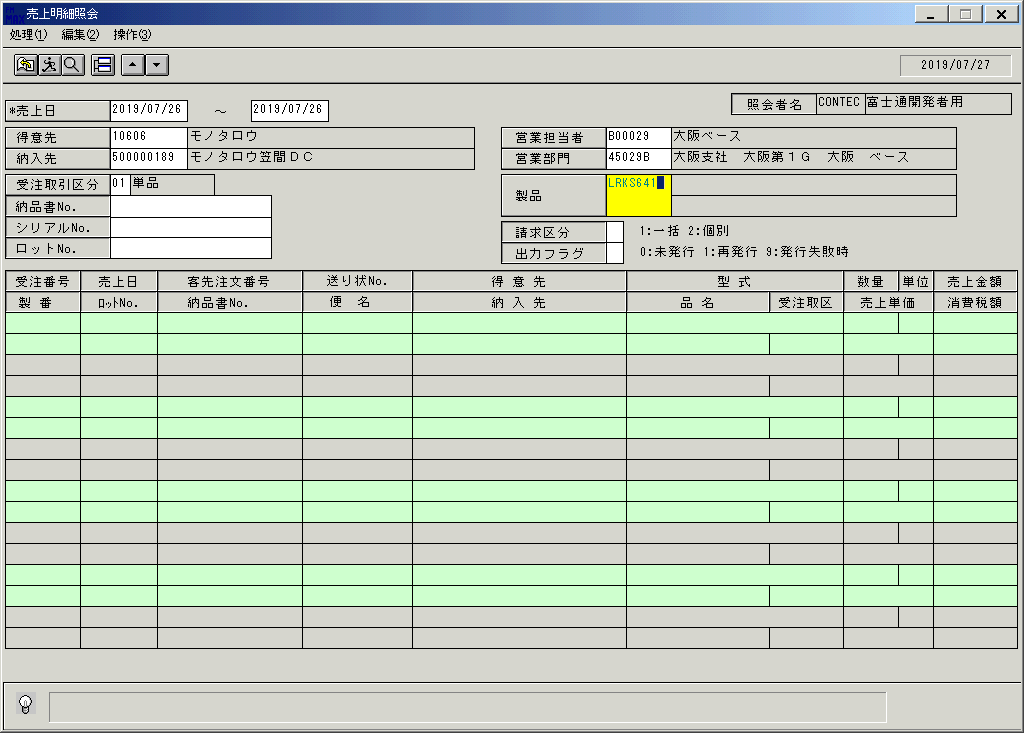 売上明細照会
処理(1) 編集(2) 操作(3)
2019/07/27
照会者名 CONTEC 富士通開発者用
*売上日 2019/07/26 ～ 2019/07/26
得意先 10606 モノタロウ
納入先 500000189 モノタロウ笠間ＤＣ
営業担当者 B00029 大阪ベース
営業部門 45029B 大阪支社 大阪第１Ｇ 大阪 ベース
受注取引区分 01 単品
製品 LRKS641
納品書No.
シリアルNo.
ロットNo.
請求区分 1:一括 2:個別
出力フラグ 0:未発行 1:再発行 9:発行失敗時
受注番号 売上日 客先注文番号 送り状No. 得意先 型式 数量 単位 売上金額
製番 ﾛｯﾄNo. 納品書No. 便名 納入先 品名 受注取区 売上単価 消費税額